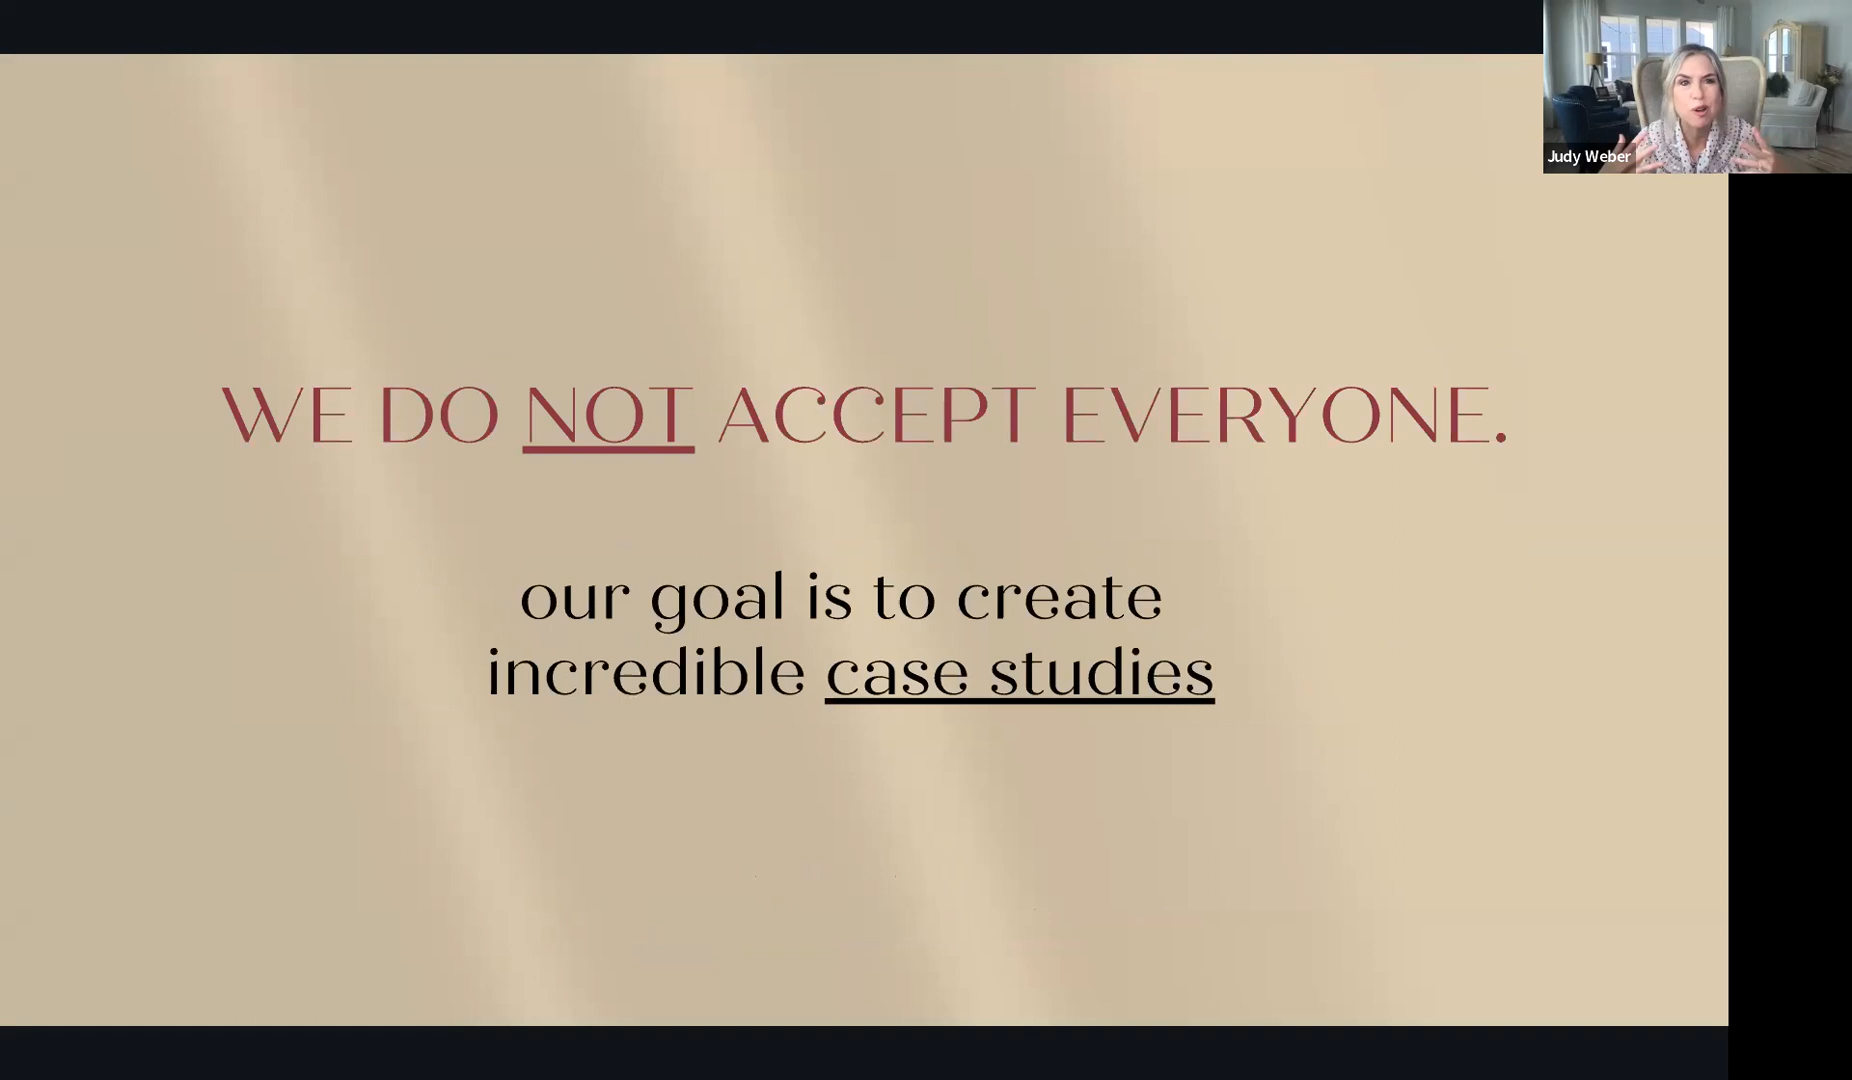 Judy Weber
WE DO NOT ACCEPT EVERYONE.
our goal is to create
incredible case studies